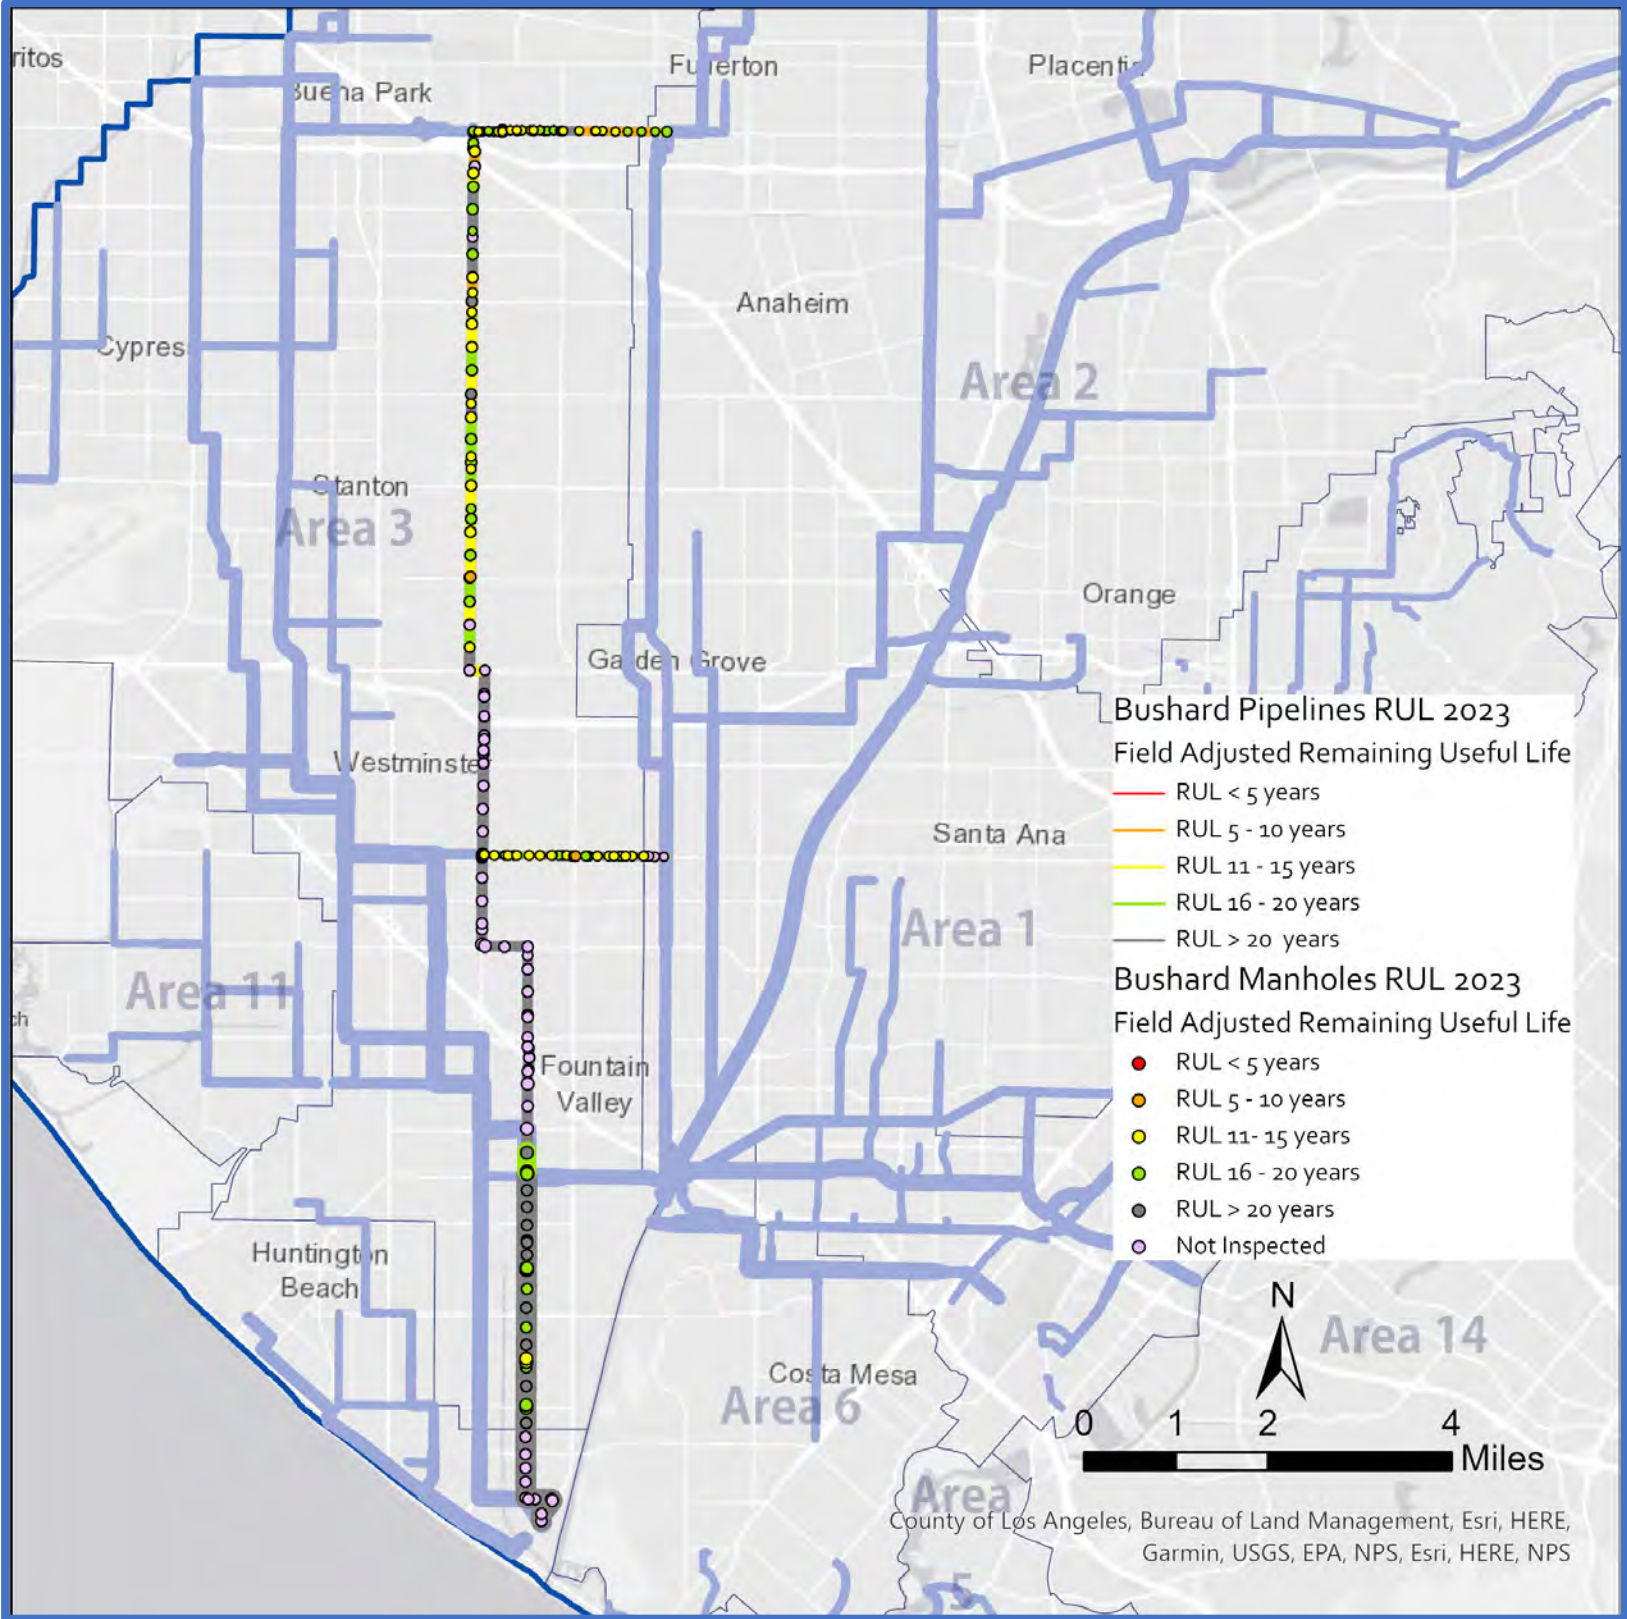 ritos
Fullerton
Placentia
Buena Park
Anaheim
Cypress
Area 2
Stanton
Area 3
Orange
Garden Grove
Bushard Pipelines RUL 2023
Field Adjusted Remaining Useful Life
RUL < 5 years
RUL 5 - 10 years
RUL 11 - 15 years
RUL 16 - 20 years
RUL > 20 years
Westminster
Santa Ana
Area 1
Bushard Manholes RUL 2023
Field Adjusted Remaining Useful Life
RUL < 5 years
RUL 5 - 10 years
RUL 11- 15 years
RUL 16 - 20 years
RUL > 20 years
Not Inspected
Area 11
ch
Fountain
Valley
Huntington
Beach
N
Area 14
Costa Mesa
Area 6
0 1 2 4
Miles
Area
5
County of Los Angeles, Bureau of Land Management, Esri, HERE,
Garmin, USGS, EPA, NPS, Esri, HERE, NPS